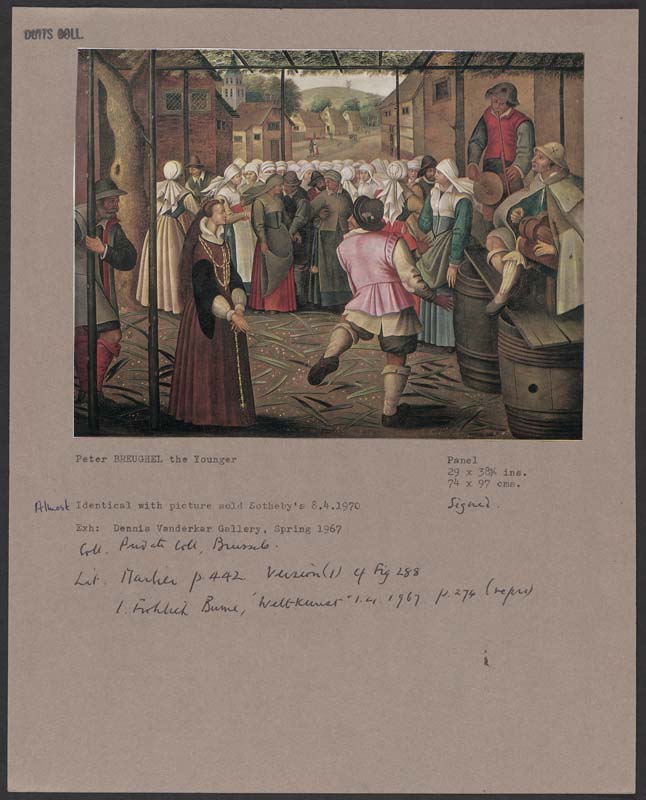 DUITS COLL.
Peter BREUGHEL the Younger
Panel
29 x 38¼ ins.
74 x 97 cms.
Signed.
Almost Identical with picture sold Sotheby's 8.4.1970
Exh: Dennis Vanderkar Gallery, Spring 1967
Coll. Private Coll, Brussels.
Lit. Marlier p. 442 Version (1) cf Fig 288
I. Frohlich Bume, 'Weltkunst' 1.4.1967 p. 274 (repro)